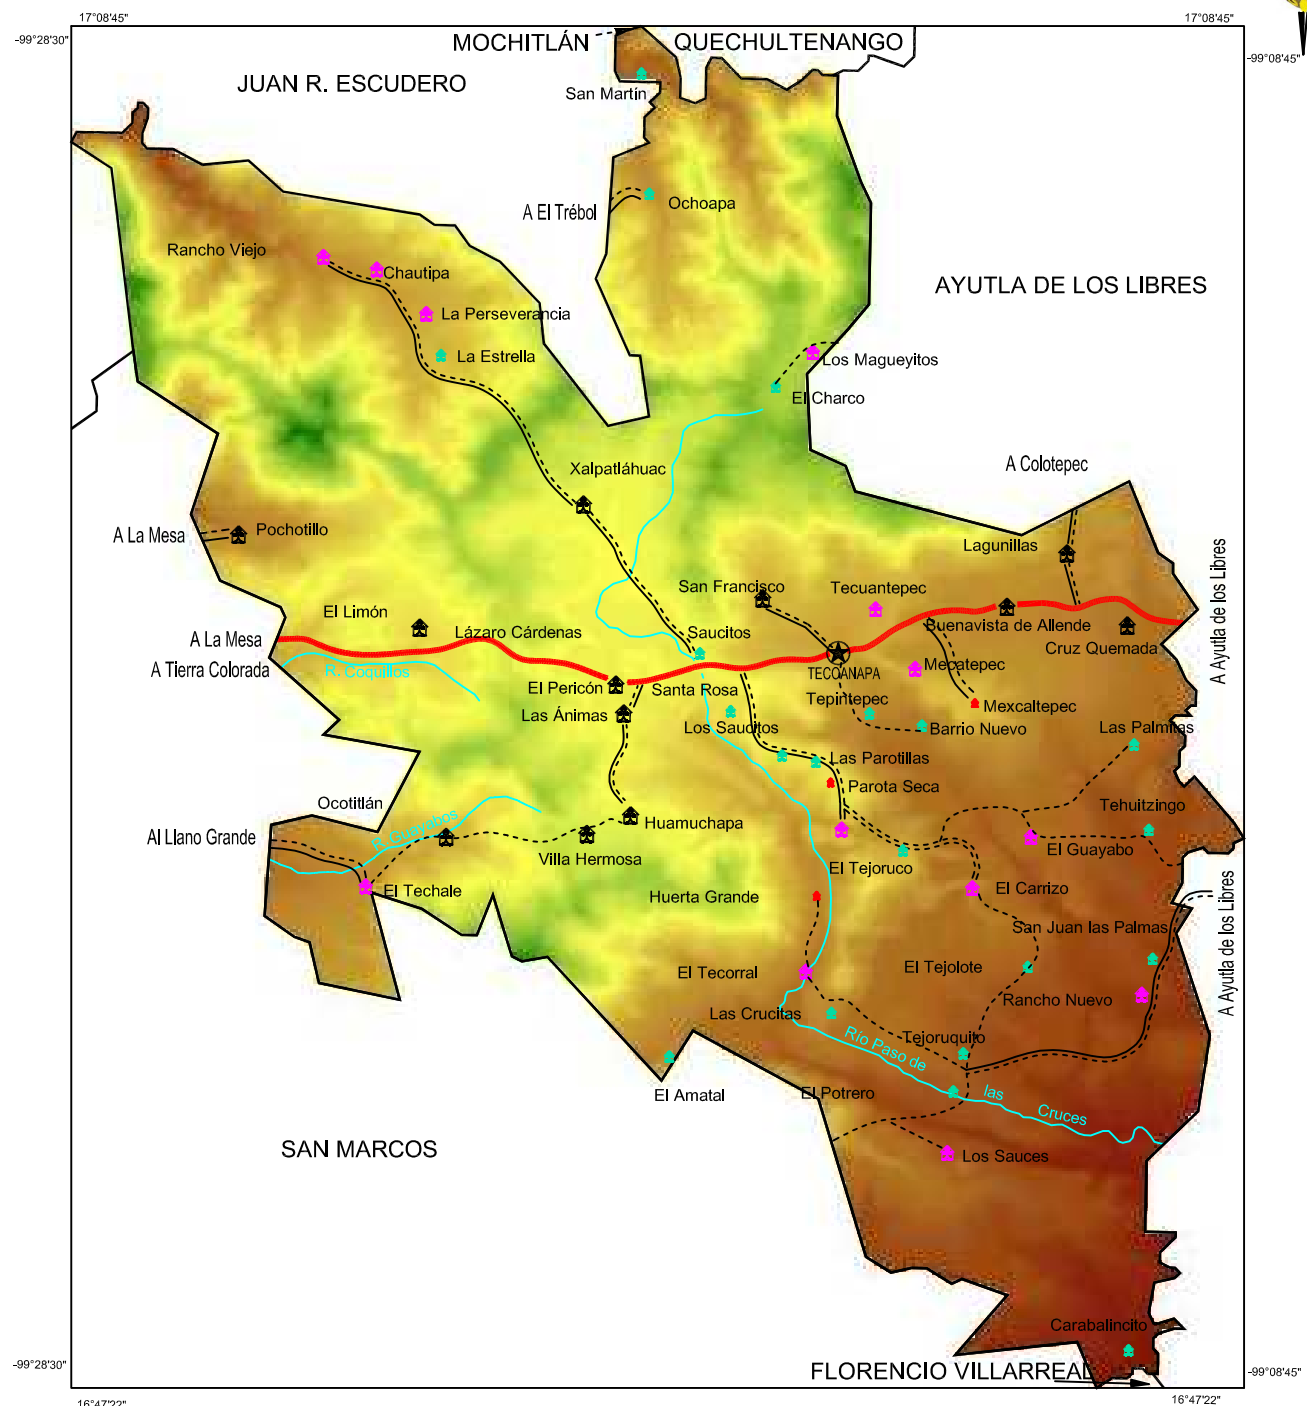 17°08'45"
17°08'45"
-99°28'30"
-99°08'45"
MOCHITLÁN
QUECHULTENANGO
JUAN R. ESCUDERO
San Martín
A El Trébol
Ochoapa
Rancho Viejo
Chautipa
AYUTLA DE LOS LIBRES
La Perseverancia
La Estrella
Los Magueyitos
El Charco
Xalpatláhuac
A Colotepec
A La Mesa
Pochotillo
Lagunillas
A Ayutla de los Libres
San Francisco
Tecuantepec
El Limón
Lázaro Cárdenas
Saucitos
Buenavista de Allende
Cruz Quemada
A La Mesa
A Tierra Colorada
R. Coquillos
TECOANAPA
Mecatepec
El Pericón
Santa Rosa
Tepintepec
Mexcaltepec
Las Ánimas
Los Saucitos
Barrio Nuevo
Las Palmitas
Las Parotillas
Parota Seca
Ocotitlán
Tehuitzingo
Al Llano Grande
R. Guayabos
Huamuchapa
Villa Hermosa
El Guayabo
El Tejoruco
El Techale
Huerta Grande
El Carrizo
San Juan las Palmas
A Ayutla de los Libres
El Tecorral
El Tejolote
Rancho Nuevo
Las Crucitas
Río Paso de
las
Cruces
Tejoruquito
El Amatal
El Potrero
SAN MARCOS
Los Sauces
Carabalincito
-99°28'30"
FLORENCIO VILLARREAL
-99°08'45"
16°47'22"
16°47'22"